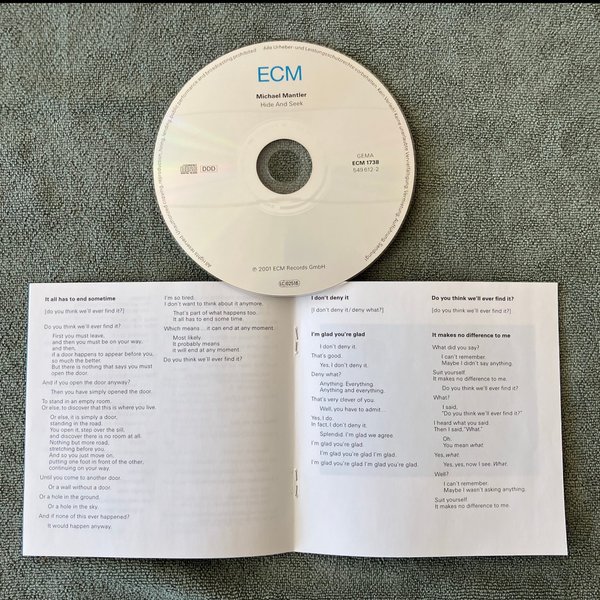 ECM
Michael Mantler
Hide And Seek
GEMA
ECM 1738
549 612-2
DDD
℗ 2001 ECM Records GmbH
LC 02516
It all has to end sometime
[do you think we'll ever find it?]
Do you think we'll ever find it?
First you must leave,
and then you must be on your way,
and then,
if a door happens to appear before you,
so much the better.
But there is nothing that says you must
open the door.
And if you open the door anyway?
Then you have simply opened the door.
To stand in an empty room.
Or else, to discover that this is where you live.
Or else, it is simply a door,
standing in the road.
You open it, step over the sill,
and discover there is no room at all.
Nothing but more road,
stretching before you.
And so you just move on,
putting one foot in front of the other,
continuing on your way.
Until you come to another door.
Or a wall without a door.
Or a hole in the ground.
Or a hole in the sky.
And if none of this ever happened?
It would happen anyway.
I'm so tired.
I don't want to think about it anymore.
That's part of what happens too.
It all has to end some time.
Which means ... it can end at any moment.
Most likely.
It probably means
it will end at any moment.
Do you think we'll ever find it?
I don't deny it
[I don't deny it / deny what?]
I'm glad you're glad
I don't deny it.
That's good.
Yes, I don't deny it.
Deny what?
Anything. Everything.
Anything and everything.
That's very clever of you.
Well, you have to admit...
Yes, I do.
In fact, I don't deny it.
Splendid. I'm glad we agree.
I'm glad you're glad.
I'm glad you're glad I'm glad.
I'm glad you're glad I'm glad you're glad.
Do you think we'll ever find it?
[do you think we'll ever find it?]
It makes no difference to me
What did you say?
I can't remember.
Maybe I didn't say anything.
Suit yourself.
It makes no difference to me.
Do you think we'll ever find it?
What?
I said,
"Do you think we'll ever find it?"
I heard what you said.
Then I said, "What."
Oh.
You mean what.
Yes, what.
Yes, yes, now I see. What.
Well?
I can't remember.
Maybe I wasn't asking anything.
Suit yourself.
It makes no difference to me.